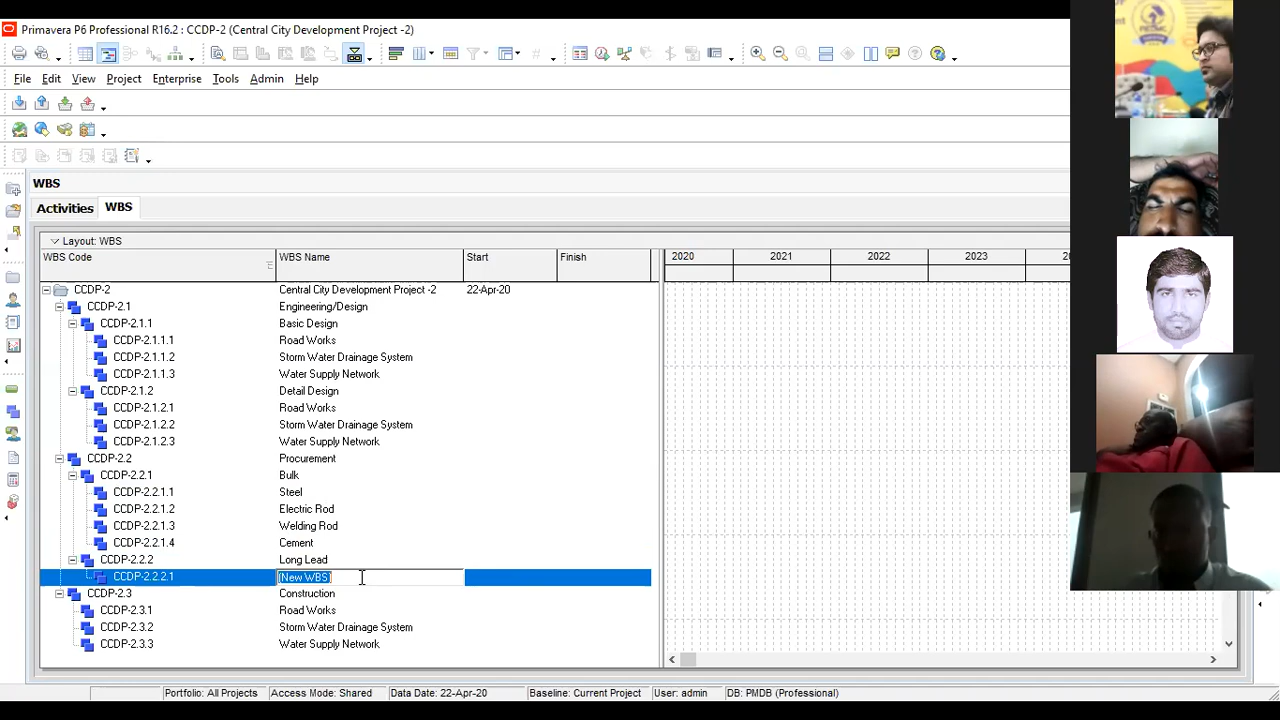 Primavera P6 Professional R16.2 : CCDP-2 (Central City Development Project -2)
File Edit View Project Enterprise Tools Admin Help
WBS
Activities WBS
Layout: WBS
WBS Code WBS Name Start Finish 2020 2021 2022 2023
CCDP-2 Central City Development Project -2 22-Apr-20
CCDP-2.1 Engineering/Design
CCDP-2.1.1 Basic Design
CCDP-2.1.1.1 Road Works
CCDP-2.1.1.2 Storm Water Drainage System
CCDP-2.1.1.3 Water Supply Network
CCDP-2.1.2 Detail Design
CCDP-2.1.2.1 Road Works
CCDP-2.1.2.2 Storm Water Drainage System
CCDP-2.1.2.3 Water Supply Network
CCDP-2.2 Procurement
CCDP-2.2.1 Bulk
CCDP-2.2.1.1 Steel
CCDP-2.2.1.2 Electric Rod
CCDP-2.2.1.3 Welding Rod
CCDP-2.2.1.4 Cement
CCDP-2.2.2 Long Lead
CCDP-2.2.2.1 (New WBS)
CCDP-2.3 Construction
CCDP-2.3.1 Road Works
CCDP-2.3.2 Storm Water Drainage System
CCDP-2.3.3 Water Supply Network
Portfolio: All Projects Access Mode: Shared Data Date: 22-Apr-20 Baseline: Current Project User: admin DB: PMDB (Professional)